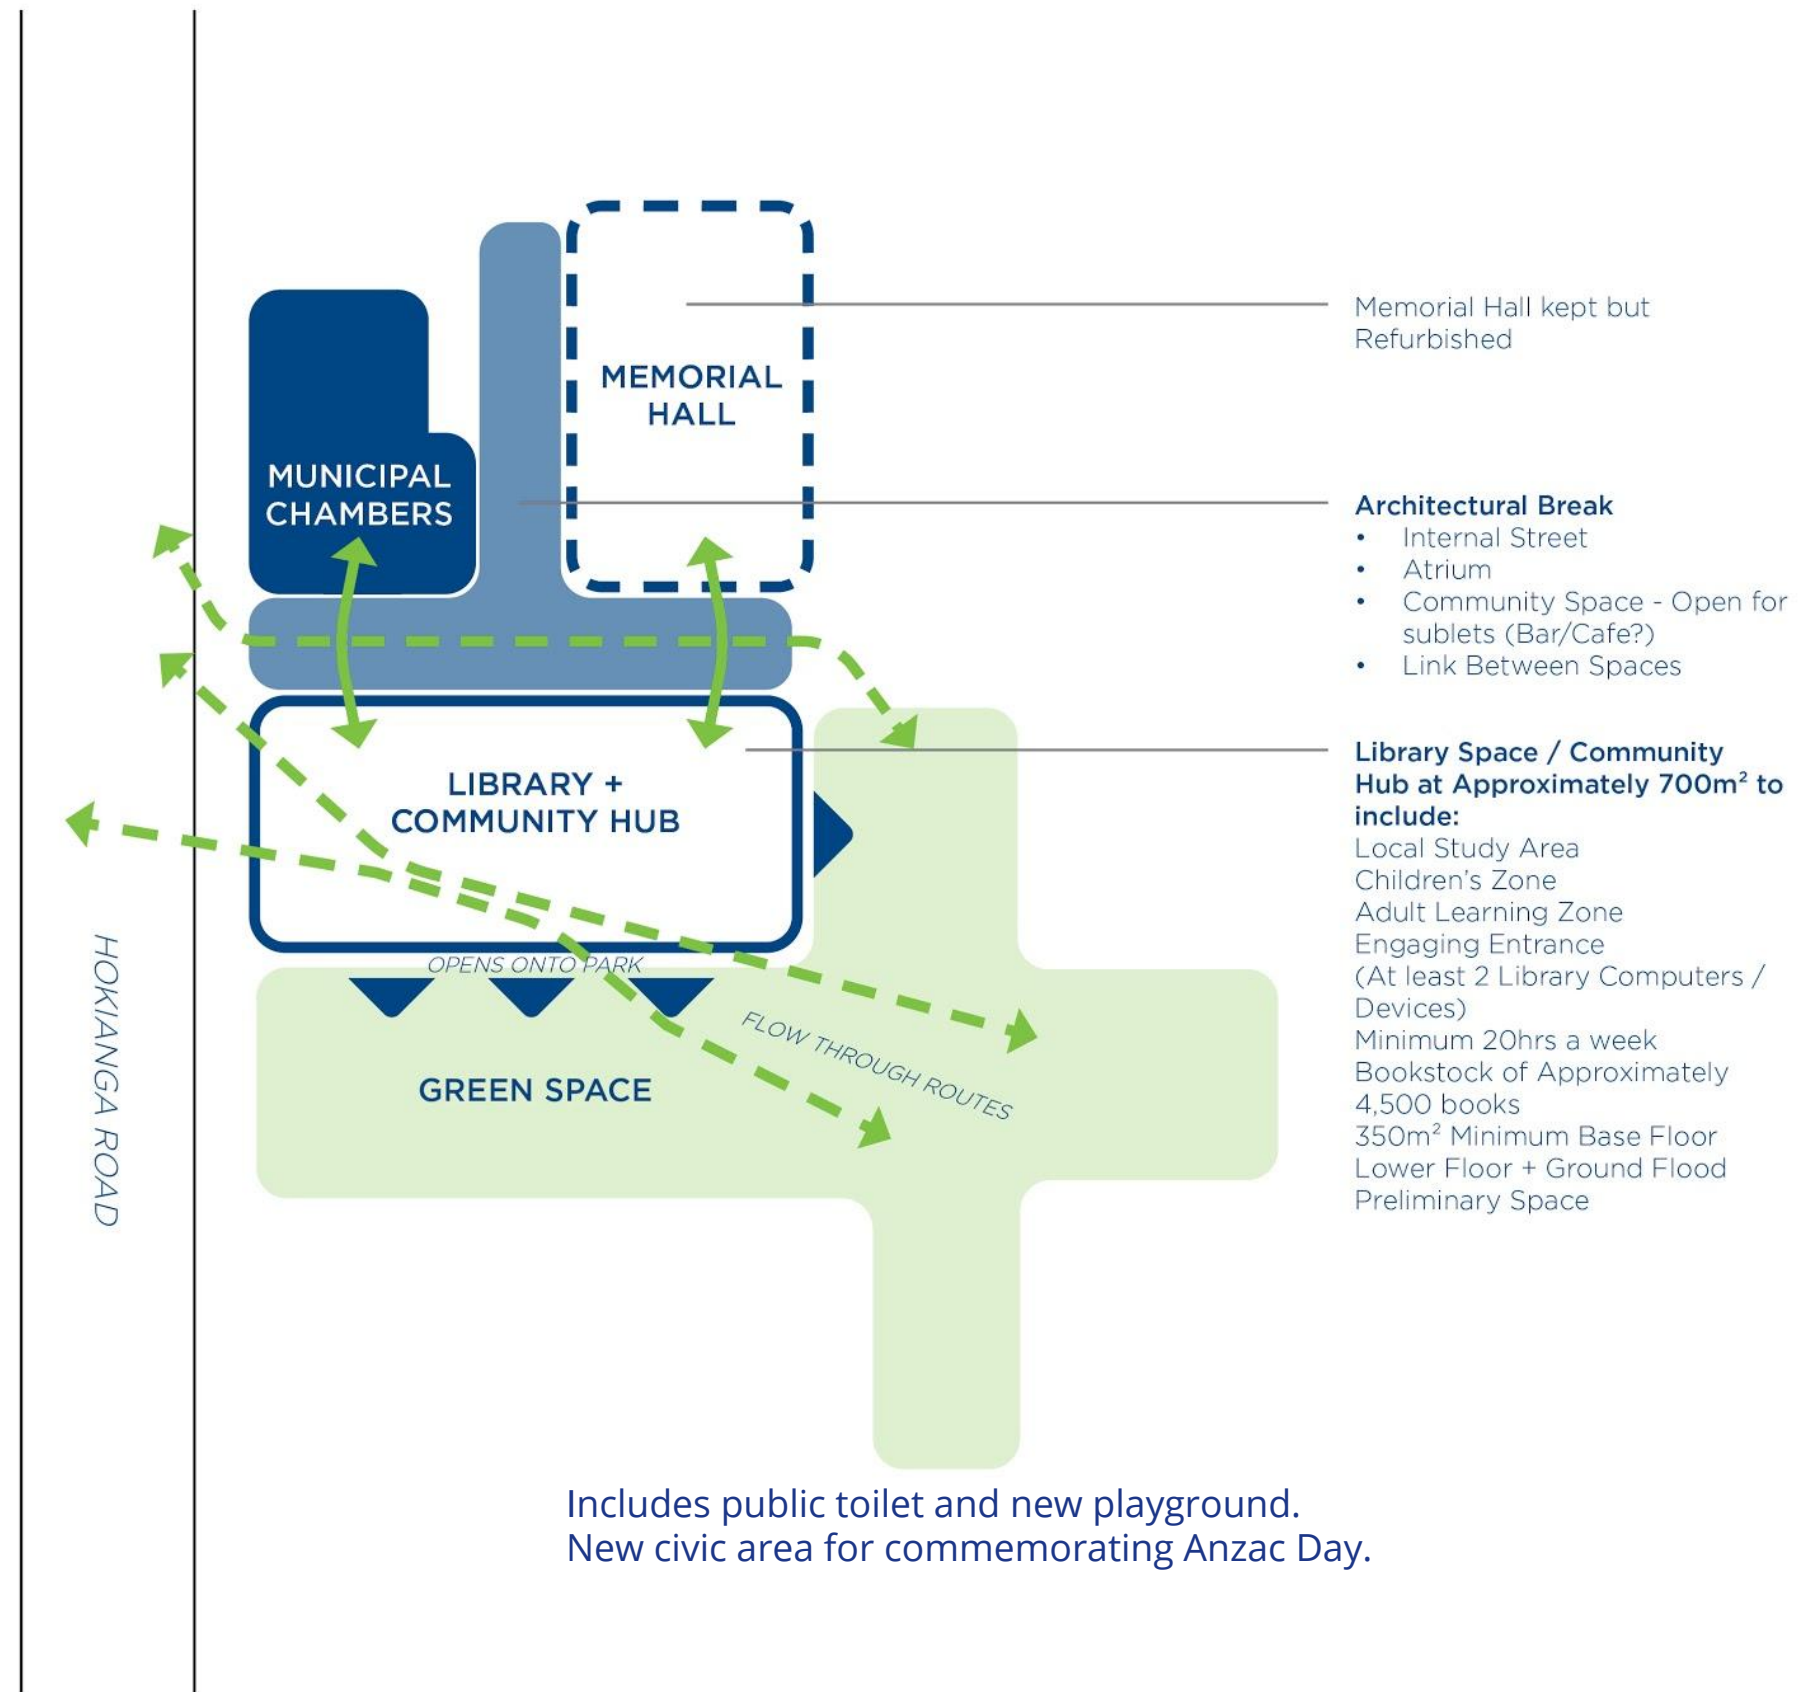 MEMORIAL
HALL
MUNICIPAL
CHAMBERS
LIBRARY +
COMMUNITY HUB
OPENS ONTO PARK
FLOW THROUGH ROUTES
GREEN SPACE
HOKIANGA ROAD
Memorial Hall kept but
Refurbished
Architectural Break
• Internal Street
• Atrium
• Community Space - Open for
sublets (Bar/Cafe?)
• Link Between Spaces
Library Space / Community
Hub at Approximately 700m² to
include:
Local Study Area
Children's Zone
Adult Learning Zone
Engaging Entrance
(At least 2 Library Computers /
Devices)
Minimum 20hrs a week
Bookstock of Approximately
4,500 books
350m² Minimum Base Floor
Lower Floor + Ground Flood
Preliminary Space
Includes public toilet and new playground.
New civic area for commemorating Anzac Day.